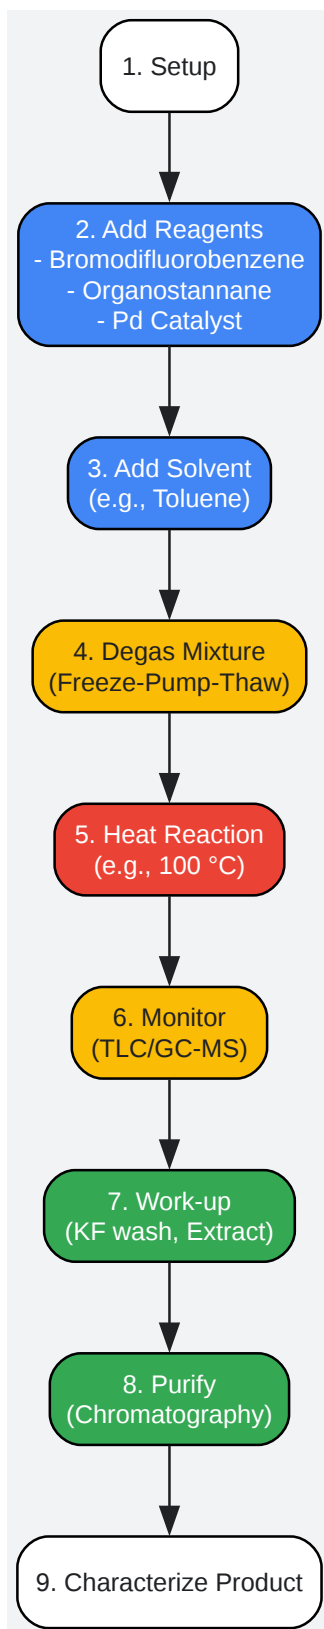 1. Setup
2. Add Reagents
- Bromodifluorobenzene
- Organostannane
- Pd Catalyst
3. Add Solvent
(e.g., Toluene)
4. Degas Mixture
(Freeze-Pump-Thaw)
5. Heat Reaction
(e.g., 100 °C)
6. Monitor
(TLC/GC-MS)
7. Work-up
(KF wash, Extract)
8. Purify
(Chromatography)
9. Characterize Product